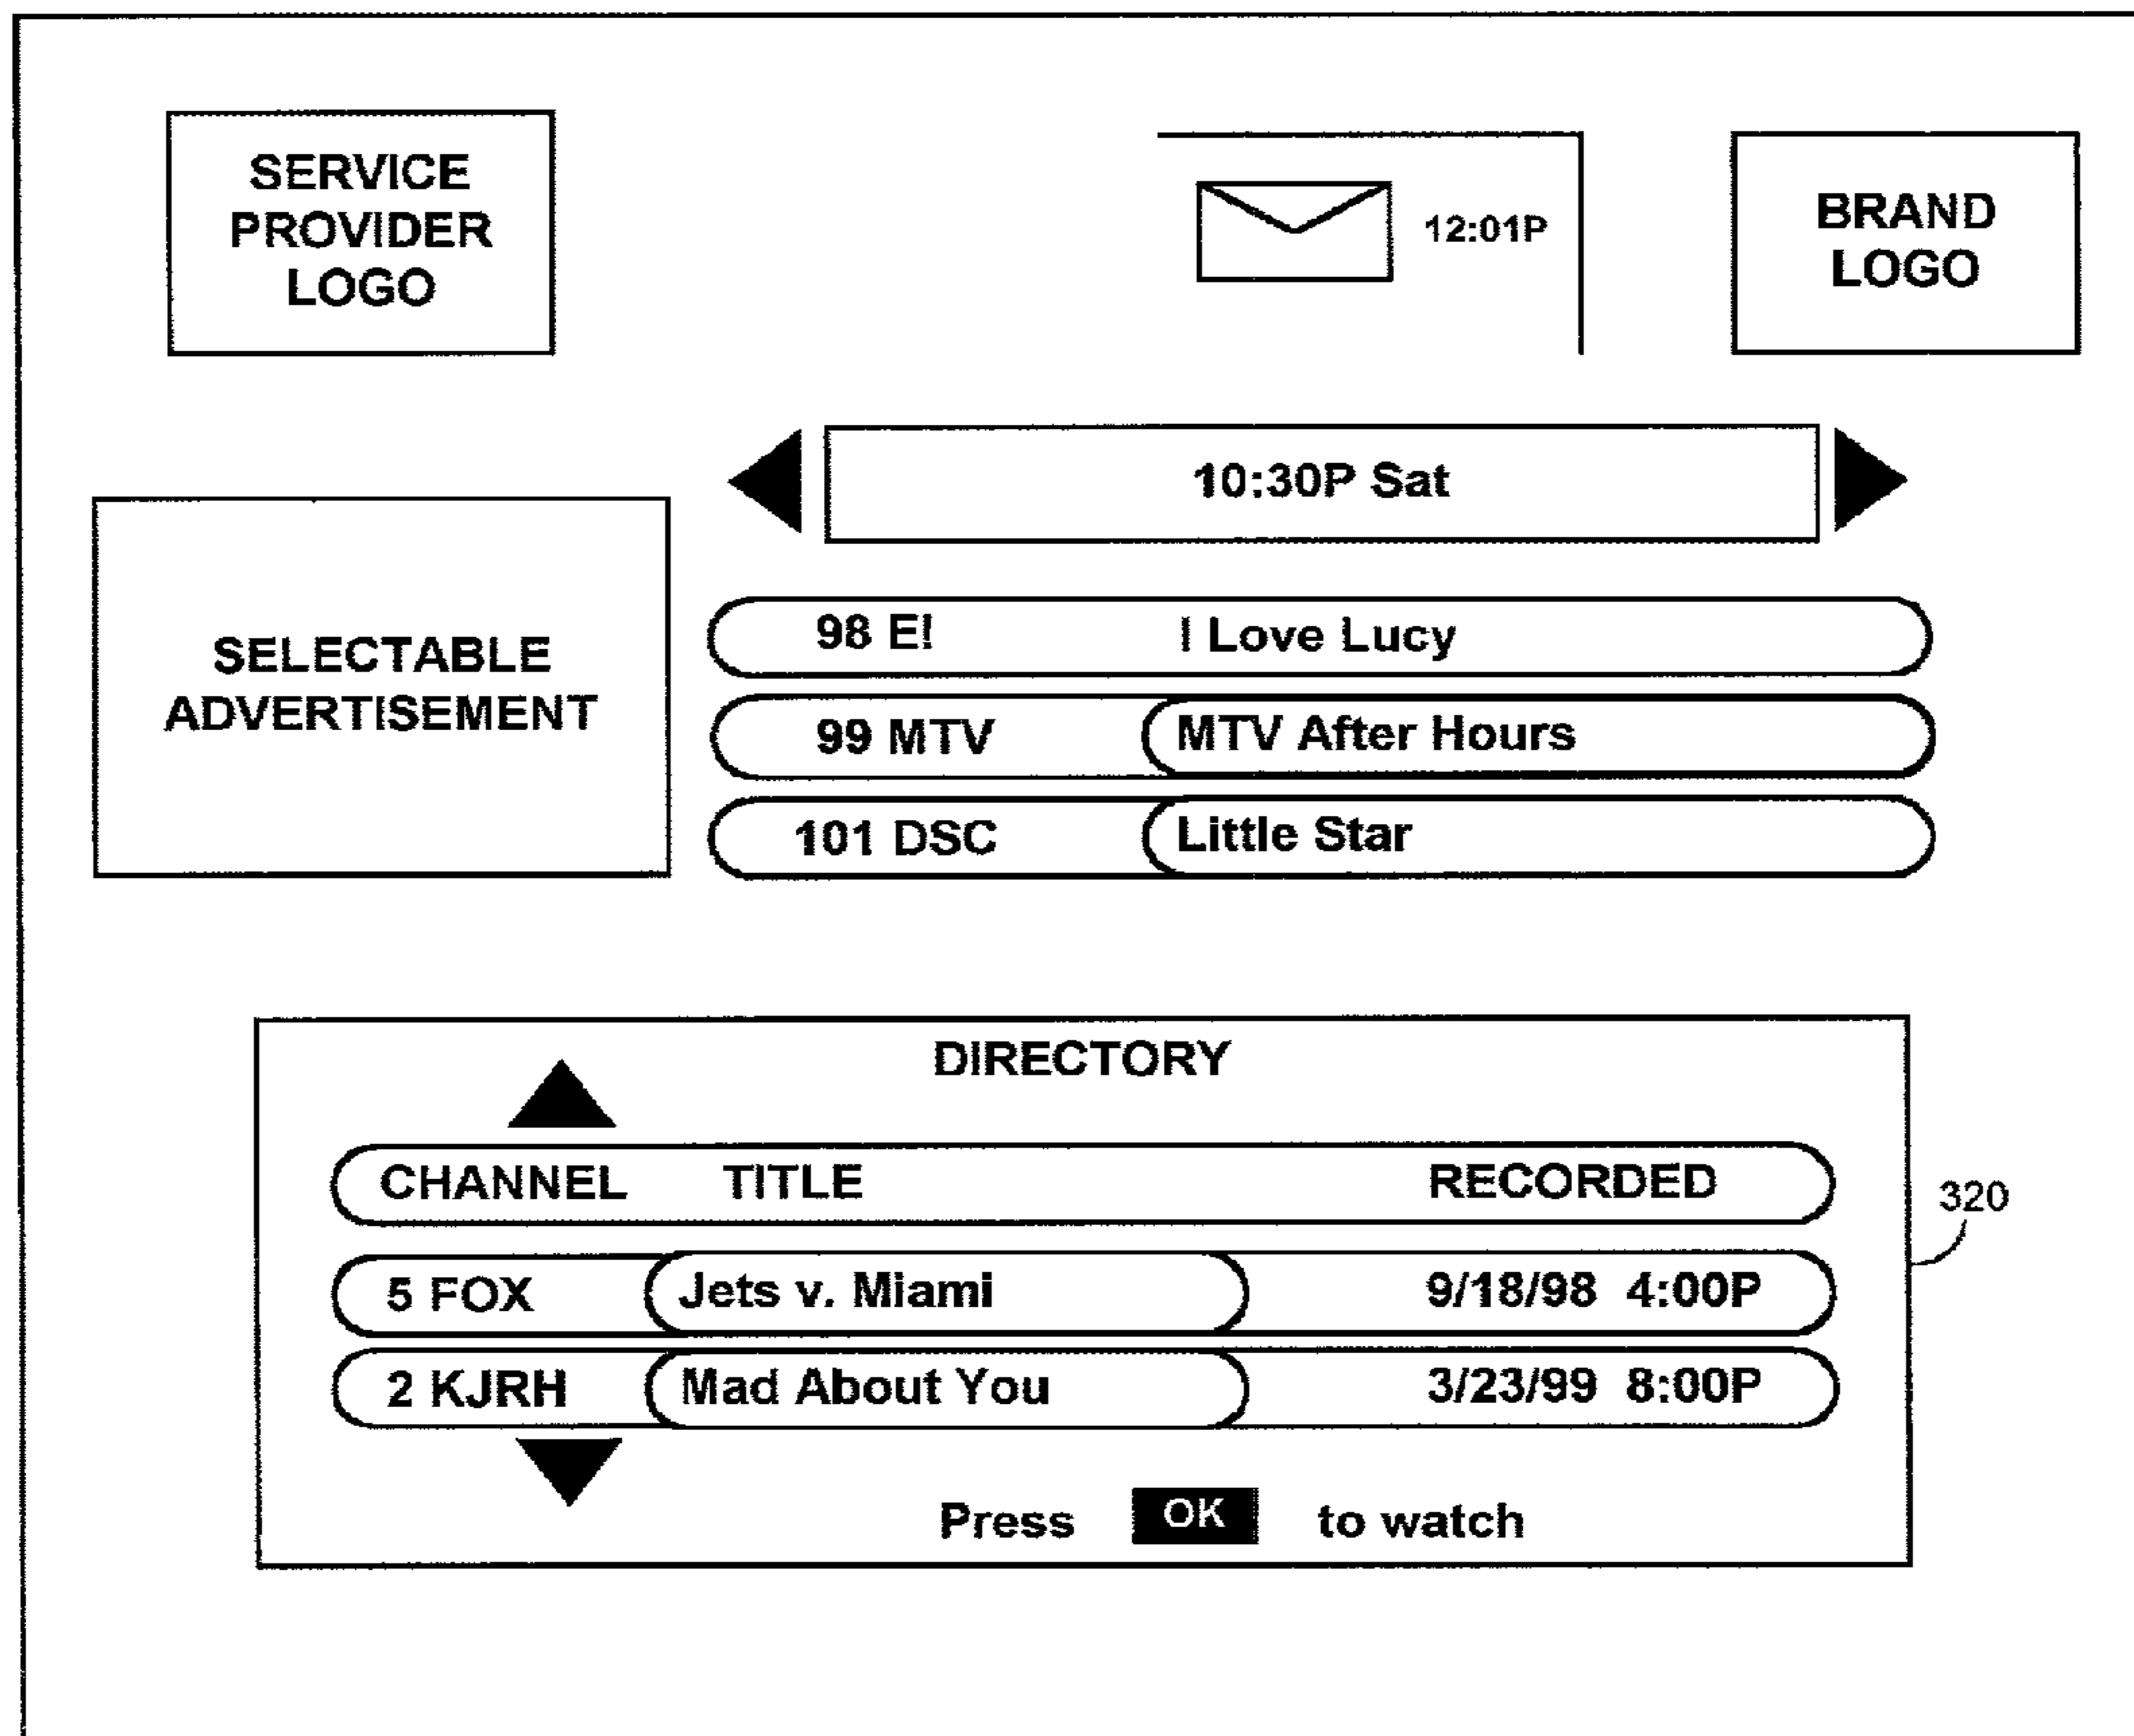 SERVICE
PROVIDER
LOGO
12:01P
BRAND
LOGO
10:30P Sat
SELECTABLE
ADVERTISEMENT
98 E! I Love Lucy
99 MTV MTV After Hours
101 DSC Little Star
DIRECTORY
CHANNEL TITLE RECORDED
320
5 FOX Jets v. Miami 9/18/98 4:00P
2 KJRH Mad About You 3/23/99 8:00P
Press OK to watch